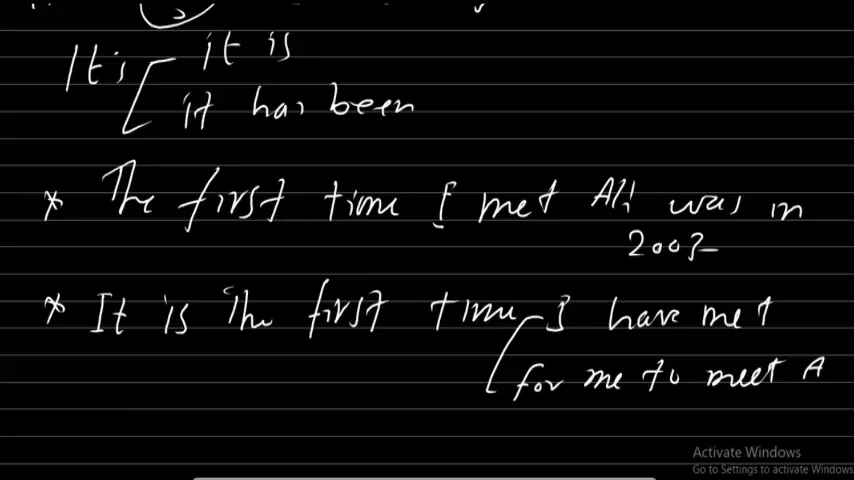 It's it is
it has been
* The first time I met Ali was in
2003
* It is the first time I have met
for me to meet A
Activate Windows
Go to Settings to activate Windows